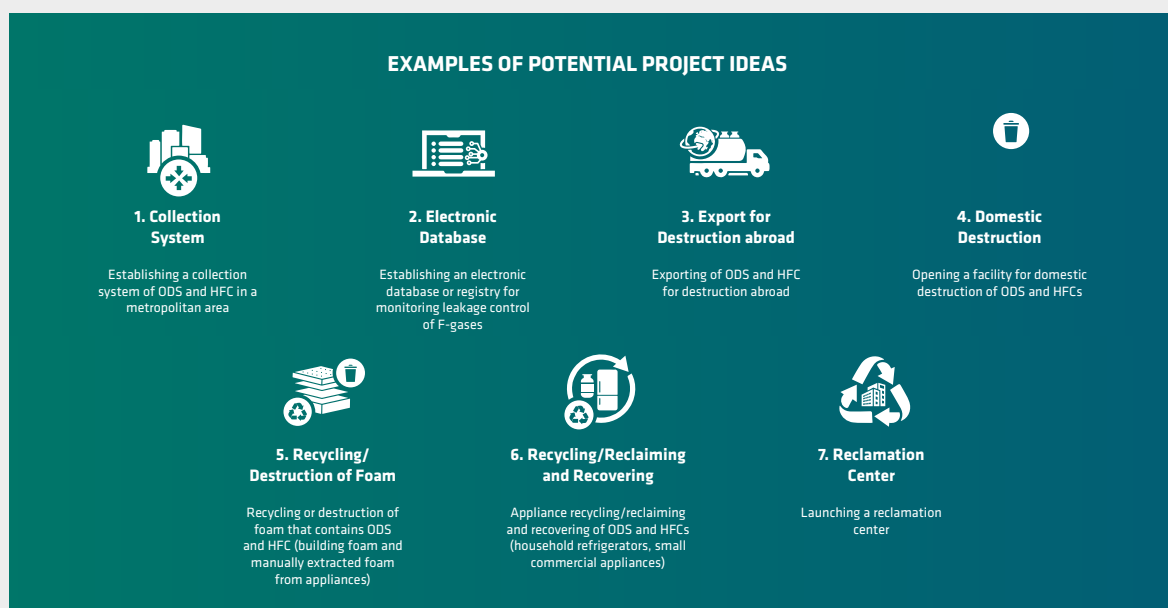 EXAMPLES OF POTENTIAL PROJECT IDEAS
1. Collection
System
Establishing a collection
system of ODS and HFC in a
metropolitan area
2. Electronic
Database
Establishing an electronic
database or registry for
monitoring leakage control
of F-gases
3. Export for
Destruction abroad
Exporting of ODS and HFC
for destruction abroad
4. Domestic
Destruction
Opening a facility for domestic
destruction of ODS and HFCs
5. Recycling/
Destruction of Foam
Recycling or destruction of
foam that contains ODS
and HFC (building foam and
manually extracted foam
from appliances)
6. Recycling/Reclaiming
and Recovering
Appliance recycling/reclaiming
and recovering of ODS and HFCs
(household refrigerators, small
commercial appliances)
7. Reclamation
Center
Launching a reclamation
center